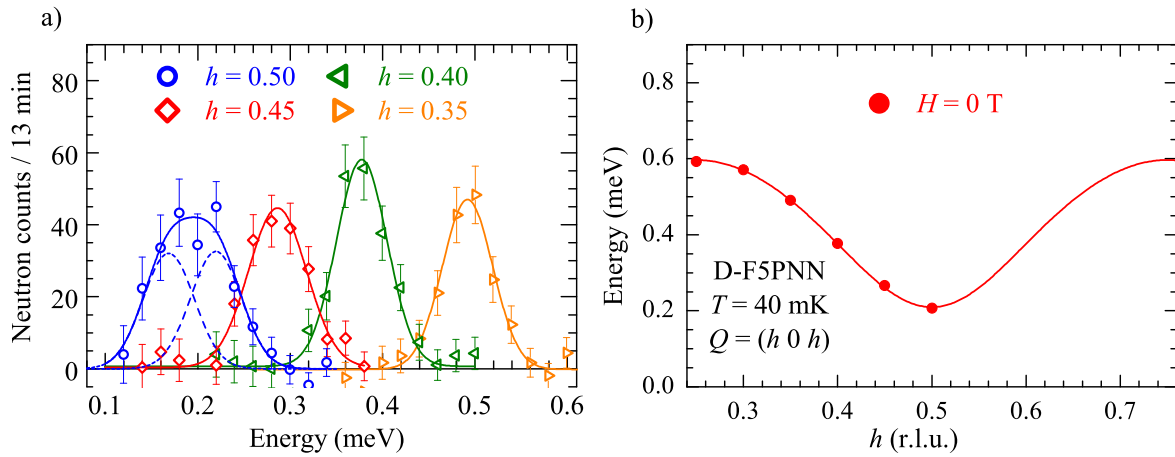 a)
Neutron counts / 13 min
80
60
40
20
0
h = 0.50
h = 0.40
h = 0.45
h = 0.35
0.1
0.2
0.3
0.4
0.5
0.6
Energy (meV)
b)
Energy (meV)
0.8
0.6
0.4
0.2
0.0
H = 0 T
D-F5PNN
T = 40 mK
Q = (h 0 h)
0.3
0.4
0.5
0.6
0.7
h (r.l.u.)